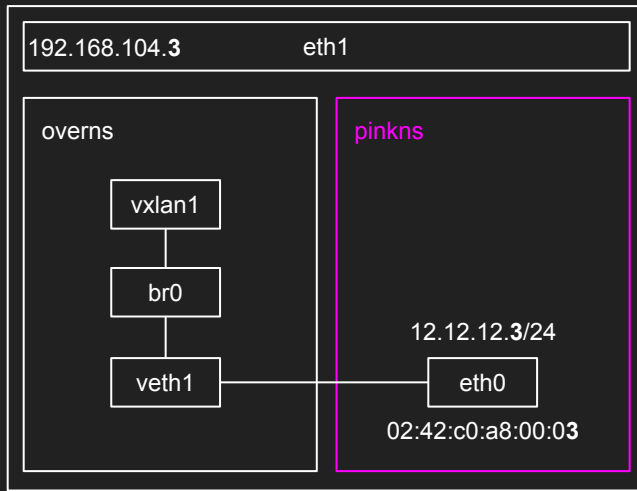 192.168.104.3 eth1
overns
pinkns
vxlan1
br0
12.12.12.3/24
veth1
eth0
02:42:c0:a8:00:03